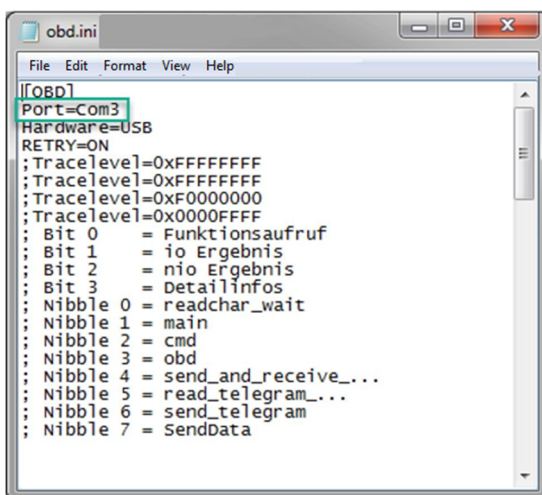 obd.ini
File Edit Format View Help
[OBD]
Port=Com3
Hardware=USB
RETRY=ON
;Tracelevel=0xFFFFFFFF
;Tracelevel=0xFFFFFFFF
;Tracelevel=0xF0000000
;Tracelevel=0x0000FFFF
; Bit 0    = Funktionsaufruf
; Bit 1    = io Ergebnis
; Bit 2    = nio Ergebnis
; Bit 3    = Detailinfos
; Nibble 0 = readchar_wait
; Nibble 1 = main
; Nibble 2 = cmd
; Nibble 3 = obd
; Nibble 4 = send_and_receive_...
; Nibble 5 = read_telegram_...
; Nibble 6 = send_telegram
; Nibble 7 = SendData